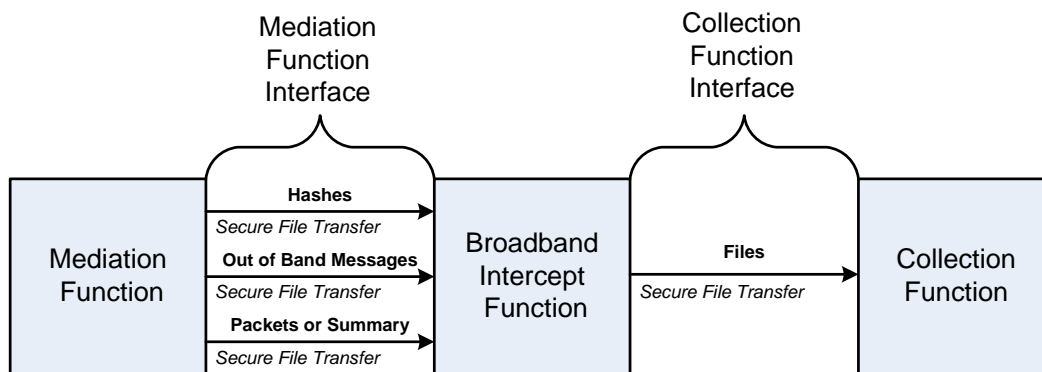 Mediation
Function
Interface
Collection
Function
Interface
Mediation
Function
Hashes
Secure File Transfer
Out of Band Messages
Secure File Transfer
Packets or Summary
Secure File Transfer
Broadband
Intercept
Function
Files
Secure File Transfer
Collection
Function